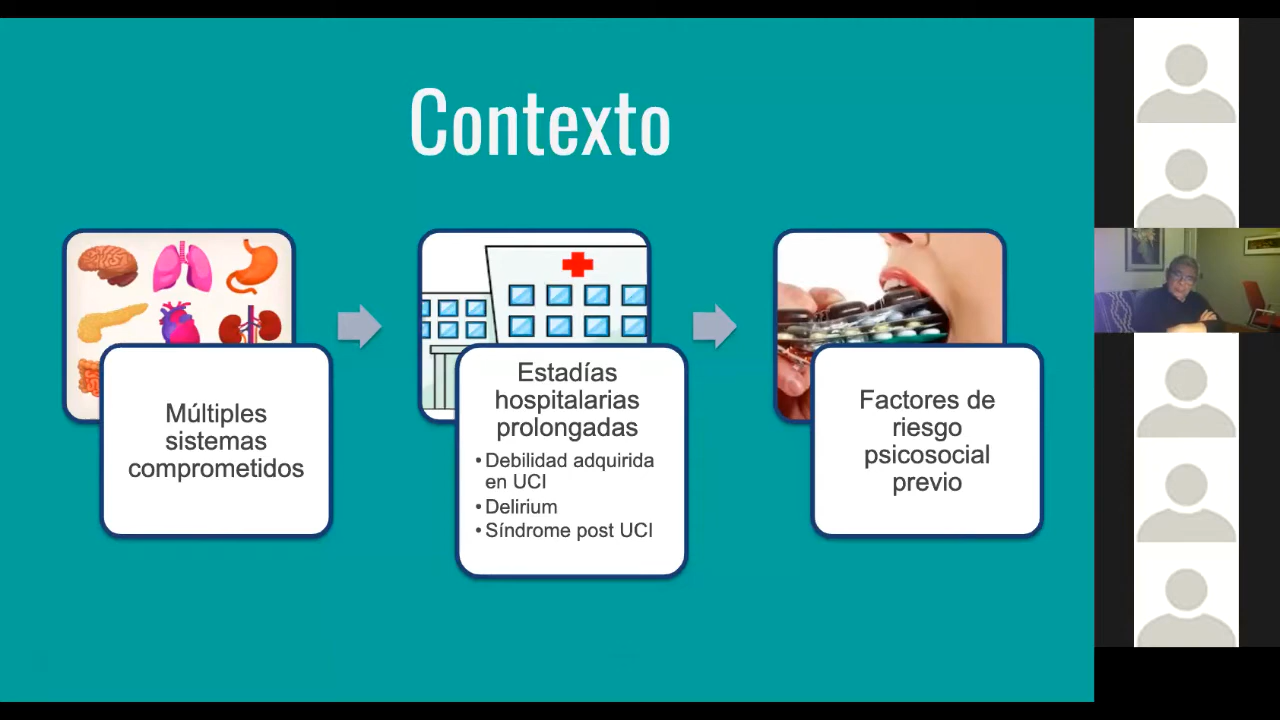 Contexto
Múltiples
sistemas
comprometidos
Estadías
hospitalarias
prolongadas
•Debilidad adquirida
en UCI
•Delirium
•Síndrome post UCI
Factores de
riesgo
psicosocial
previo